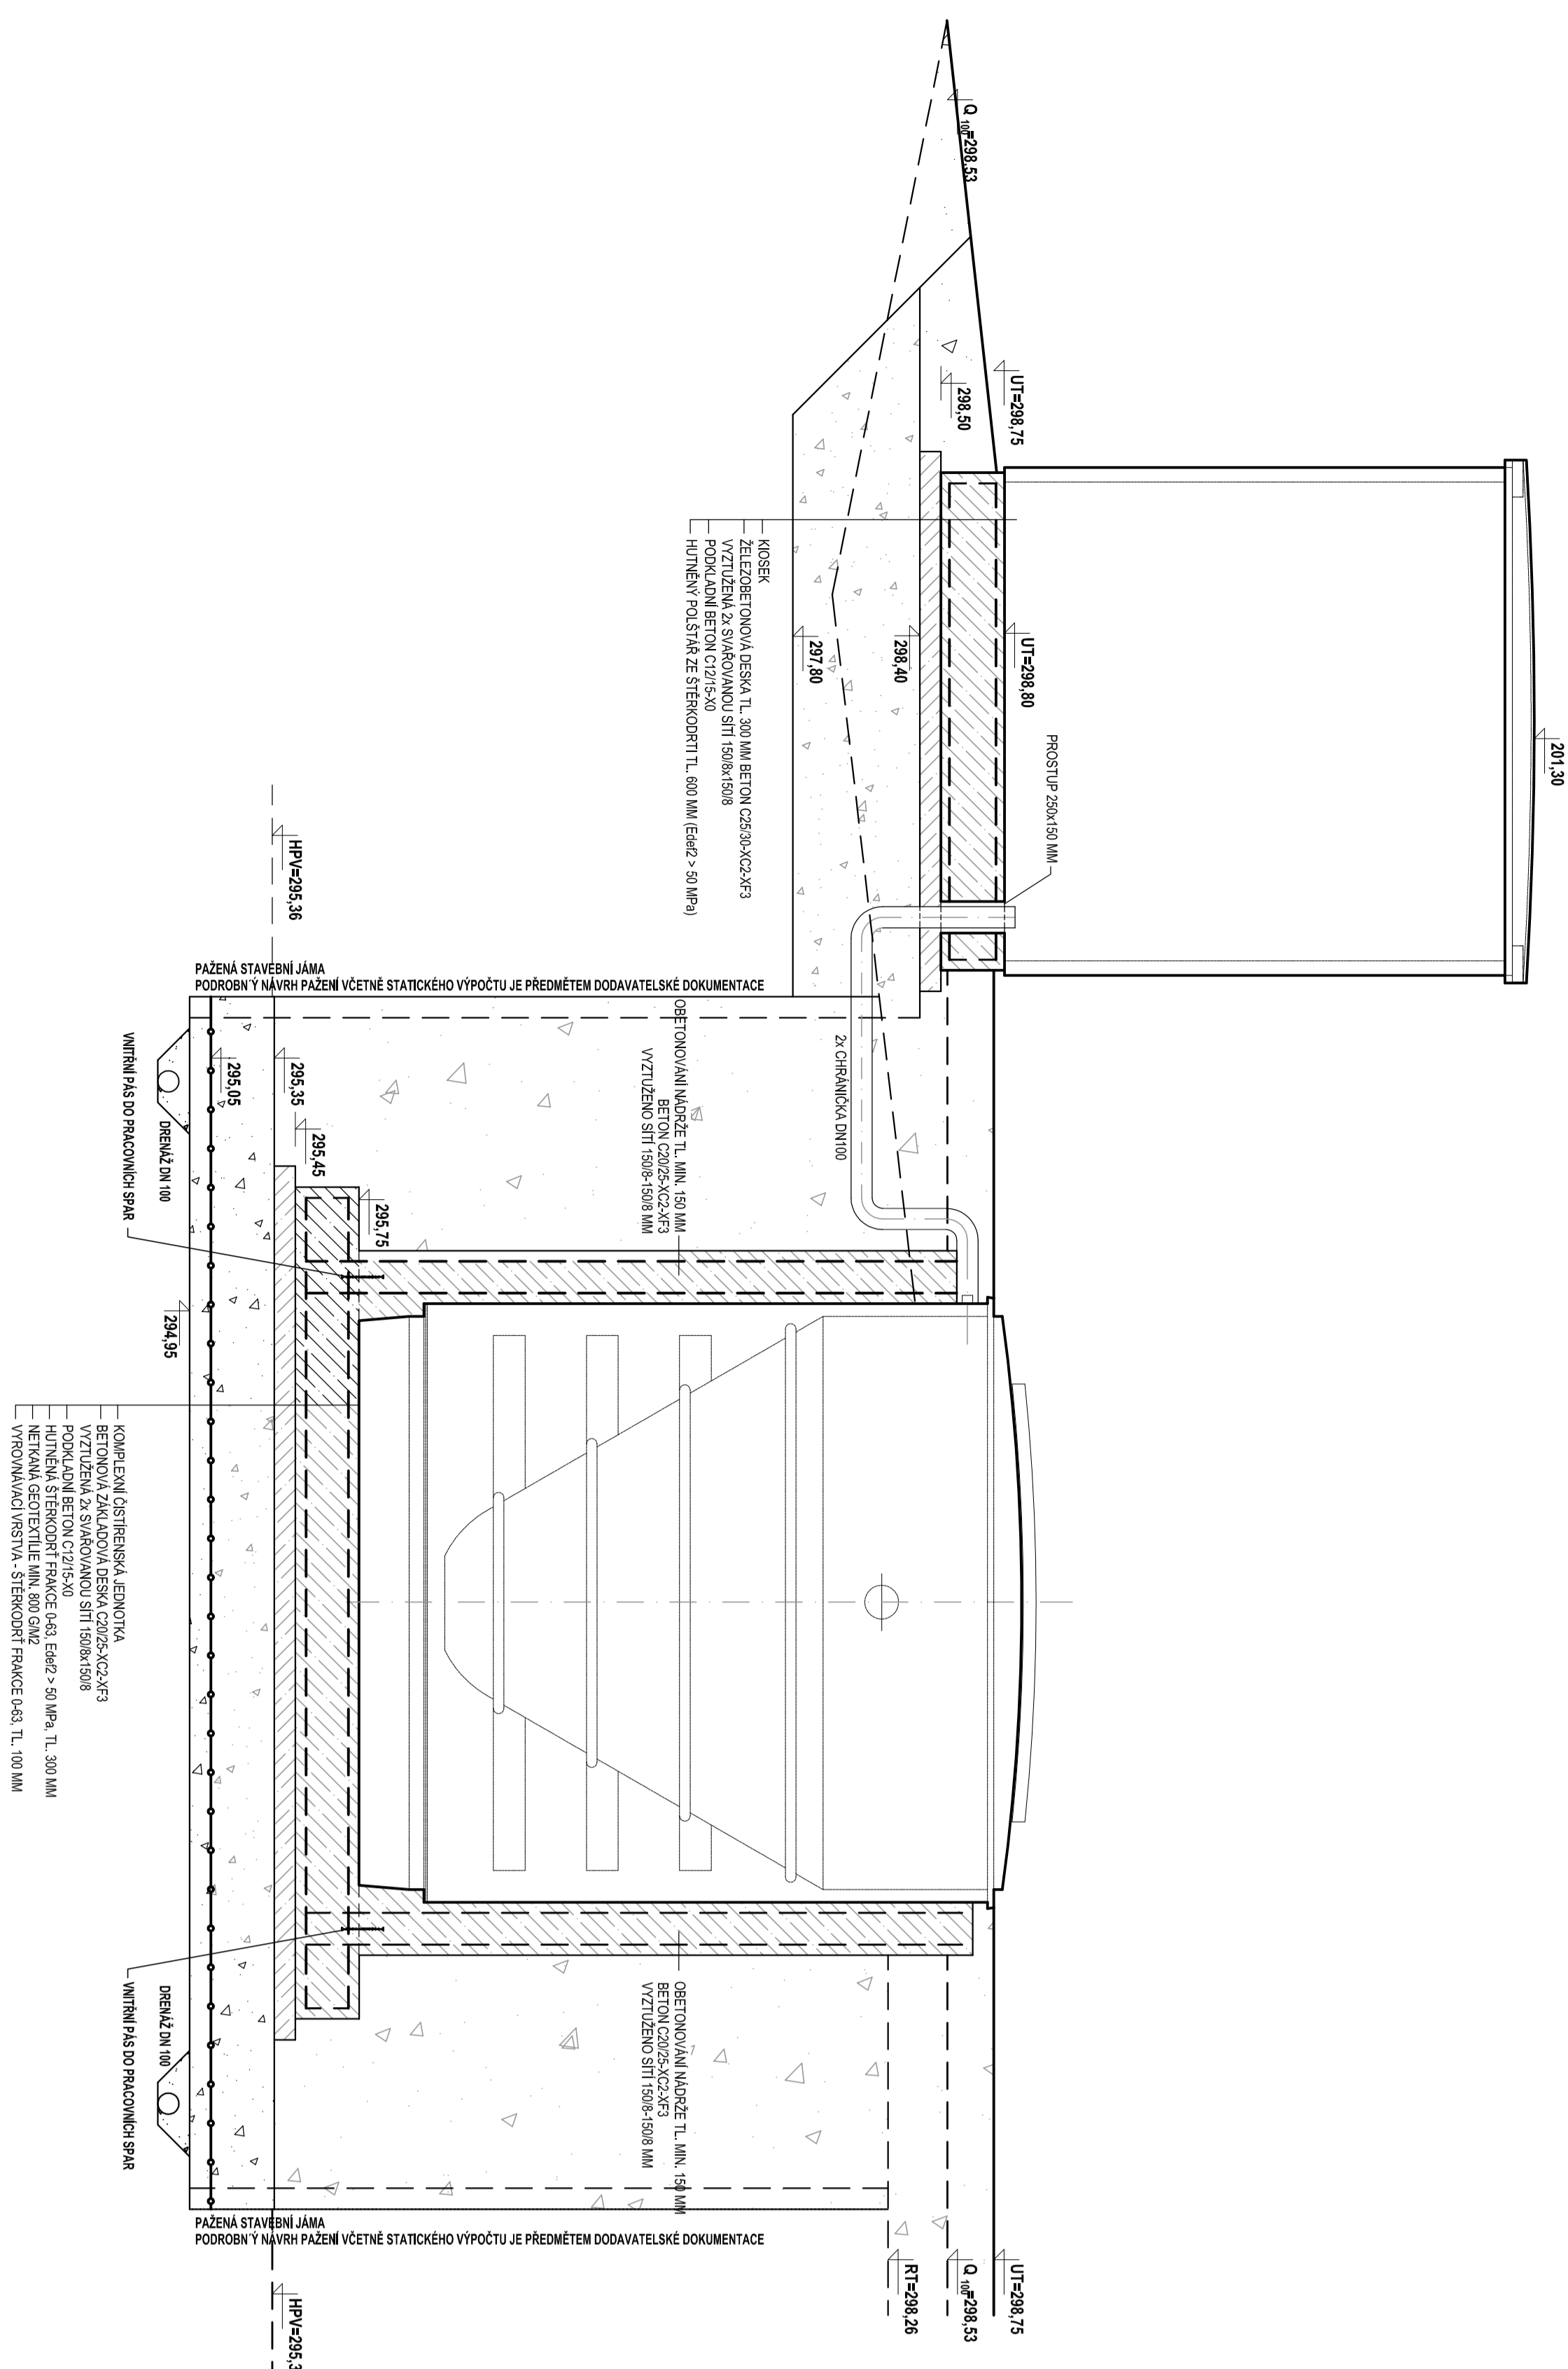 201,30
Q 100=298,53
UT=298,75
298,50
UT=298,80
298,40
297,80
PROSTUP 250x150 MM
KIOSEK
ŽELEZOBETONOVÁ DESKA TL. 300 MM BETON C25/30-XC2-XF3
VYZTUŽENÁ 2x SVAŘOVANOU SÍTÍ 150/8x150/8
PODKLADNÍ BETON C12/15-X0
HUTNĚNÝ POLŠTÁŘ ZE ŠTĚRKODRTI TL. 600 MM (Edef2 > 50 MPa)
HPV=295,36
PAŽENÁ STAVEBNÍ JÁMA
PODROBNÝ NÁVRH PAŽENÍ VČETNĚ STATICKÉHO VÝPOČTU JE PŘEDMĚTEM DODAVATELSKÉ DOKUMENTACE
2x CHRÁNIČKA DN100
OBETONOVÁNÍ NÁDRŽE TL. MIN. 150 MM
BETON C20/25-XC2-XF3
VYZTUŽENO SÍTÍ 150/8-150/8 MM
295,35
295,05
295,45
295,75
294,95
DRENÁŽ DN 100
VNITŘNÍ PÁS DO PRACOVNÍCH SPAR
KOMPLEXNÍ ČISTÍRENSKÁ JEDNOTKA
BETONOVÁ ZÁKLADOVÁ DESKA C20/25-XC2-XF3
VYZTUŽENÁ 2x SVAŘOVANOU SÍTÍ 150/8x150/8
PODKLADNÍ BETON C12/15-X0
HUTNĚNÁ ŠTĚRKODRŤ FRAKCE 0-63, Edef2 > 50 MPa, TL. 300 MM
NETKANÁ GEOTEXTÍLIE MIN. 800 G/M2
VYROVNÁVACÍ VRSTVA - ŠTĚRKODRŤ FRAKCE 0-63, TL. 100 MM
OBETONOVÁNÍ NÁDRŽE TL. MIN. 150 MM
BETON C20/25-XC2-XF3
VYZTUŽENO SÍTÍ 150/8-150/8 MM
DRENÁŽ DN 100
VNITŘNÍ PÁS DO PRACOVNÍCH SPAR
PAŽENÁ STAVEBNÍ JÁMA
PODROBNÝ NÁVRH PAŽENÍ VČETNĚ STATICKÉHO VÝPOČTU JE PŘEDMĚTEM DODAVATELSKÉ DOKUMENTACE
UT=298,75
Q 100=298,53
RT=298,26
HPV=295,3